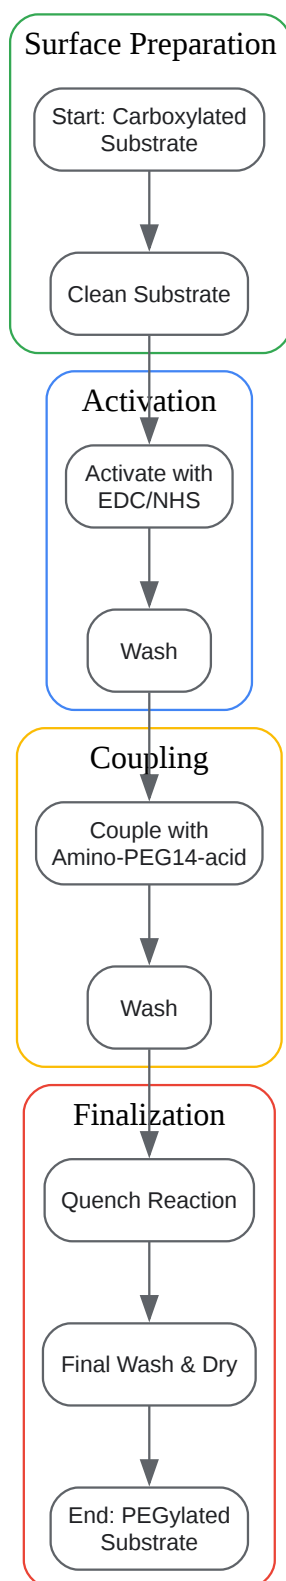 Surface Preparation
Start: Carboxylated
Substrate
Clean Substrate
Activation
Activate with
EDC/NHS
Wash
Coupling
Couple with
Amino-PEG14-acid
Wash
Finalization
Quench Reaction
Final Wash & Dry
End: PEGylated
Substrate